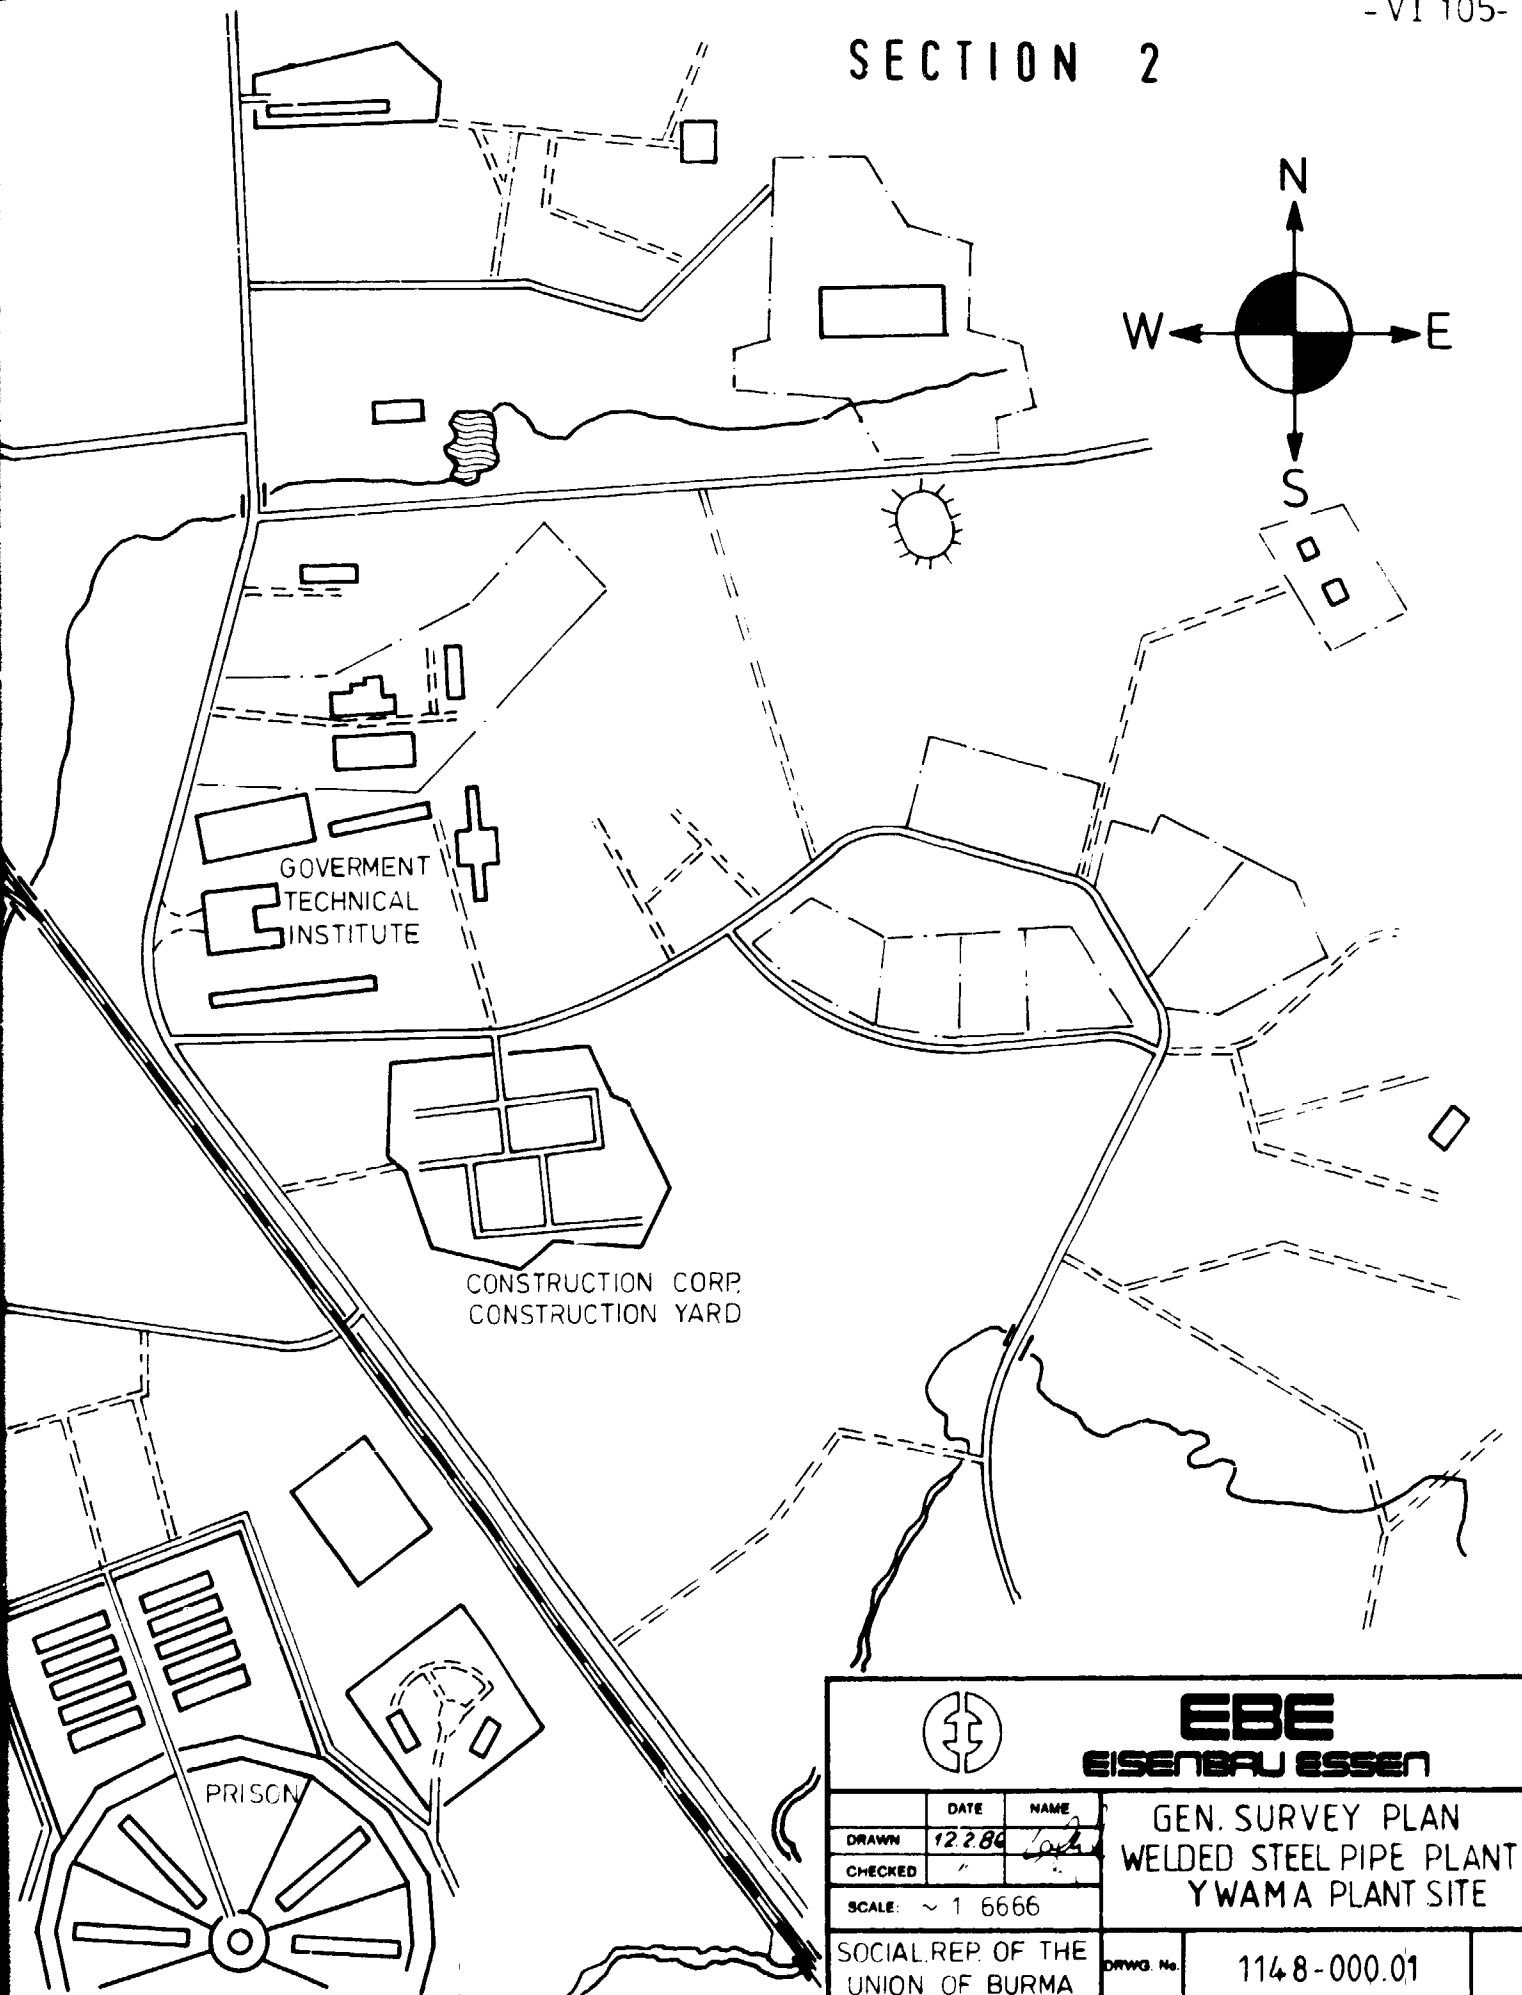 -VI 105-
SECTION 2
N
W
E
S
GOVERMENT
TECHNICAL
INSTITUTE
CONSTRUCTION CORP.
CONSTRUCTION YARD
PRISON
EBE
EISENBAU ESSEN
DATE NAME
DRAWN 12.2.86
CHECKED "
SCALE: ~ 1 6666
GEN. SURVEY PLAN
WELDED STEEL PIPE PLANT
YWAMA PLANT SITE
SOCIAL.REP. OF THE
UNION OF BURMA
DRWG. No. 1148-000.01